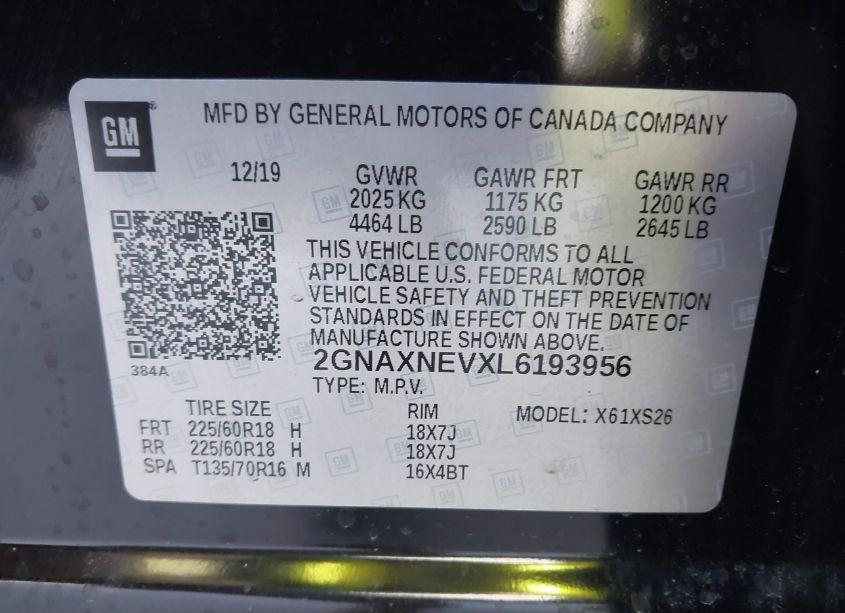 GM
MFD BY GENERAL MOTORS OF CANADA COMPANY
12/19 GVWR GAWR FRT GAWR RR
2025 KG 1175 KG 1200 KG
4464 LB 2590 LB 2645 LB
THIS VEHICLE CONFORMS TO ALL
APPLICABLE U.S. FEDERAL MOTOR
VEHICLE SAFETY AND THEFT PREVENTION
STANDARDS IN EFFECT ON THE DATE OF
MANUFACTURE SHOWN ABOVE.
384A
2GNAXNEVXL6193956
TYPE: M.P.V.
TIRE SIZE RIM MODEL: X61XS26
FRT 225/60R18 H 18X7J
RR 225/60R18 H 18X7J
SPA T135/70R16 M 16X4BT